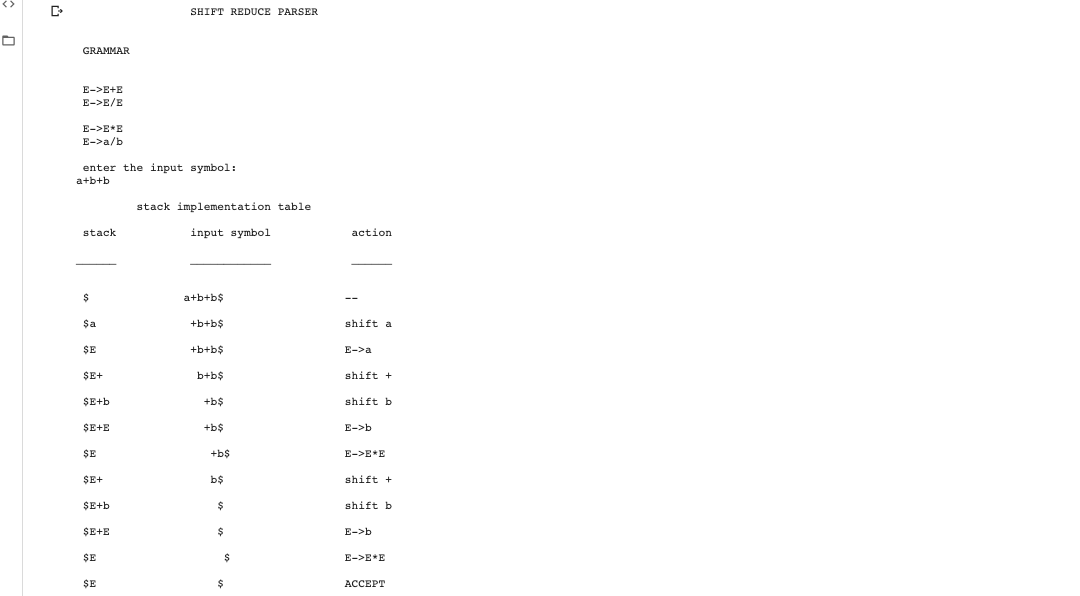 SHIFT REDUCE PARSER
GRAMMAR
E->E+E
E->E/E
E->E*E
E->a/b
enter the input symbol:
a+b+b
stack implementation table
stack input symbol action
______ ____________ ______
$ a+b+b$ --
$a +b+b$ shift a
$E +b+b$ E->a
$E+ b+b$ shift +
$E+b +b$ shift b
$E+E +b$ E->b
$E +b$ E->E*E
$E+ b$ shift +
$E+b $ shift b
$E+E $ E->b
$E $ E->E*E
$E $ ACCEPT